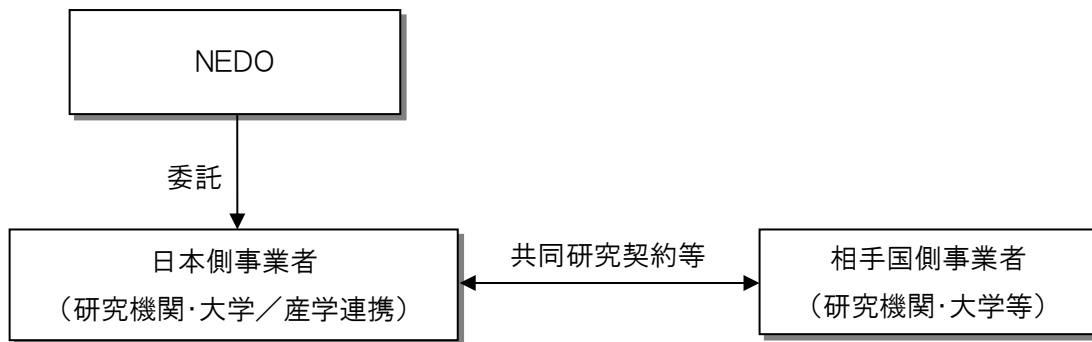 NEDO
委託
日本側事業者
（研究機関･大学／産学連携）
共同研究契約等
相手国側事業者
（研究機関･大学等）